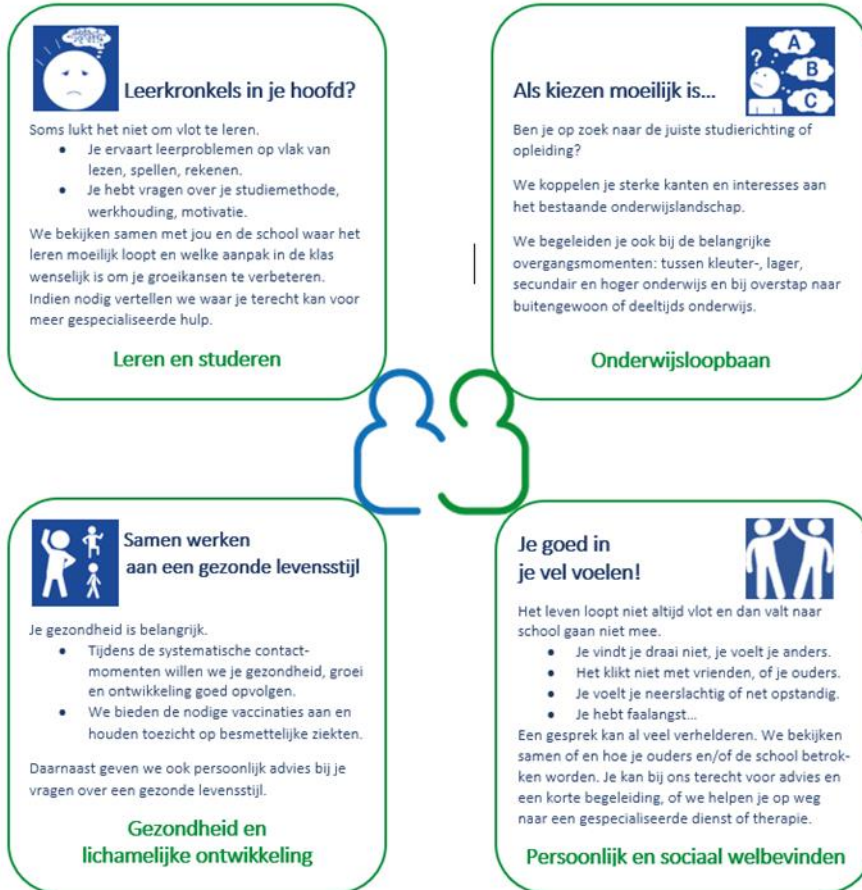 Leerkronkels in je hoofd?
Soms lukt het niet om vlot te leren.
• Je ervaart leerproblemen op vlak van
lezen, spellen, rekenen.
• Je hebt vragen over je studiemethode,
werkhouding, motivatie.
We bekijken samen met jou en de school waar het
leren moeilijk loopt en welke aanpak in de klas
wenselijk is om je groeikansen te verbeteren.
Indien nodig vertellen we waar je terecht kan voor
meer gespecialiseerde hulp.
Leren en studeren
A
?
B
C
Als kiezen moeilijk is...
Ben je op zoek naar de juiste studierichting of
opleiding?
We koppelen je sterke kanten en interesses aan
het bestaande onderwijslandschap.
We begeleiden je ook bij de belangrijke
overgangsmomenten: tussen kleuter-, lager,
secundair en hoger onderwijs en bij overstap naar
buitengewoon of deeltijds onderwijs.
Onderwijsloopbaan
Samen werken
aan een gezonde levensstijl
Je gezondheid is belangrijk.
• Tijdens de systematische contact-
momenten willen we je gezondheid, groei
en ontwikkeling goed opvolgen.
• We bieden de nodige vaccinaties aan en
houden toezicht op besmettelijke ziekten.
Daarnaast geven we ook persoonlijk advies bij je
vragen over een gezonde levensstijl.
Gezondheid en
lichamelijke ontwikkeling
Je goed in
je vel voelen!
Het leven loopt niet altijd vlot en dan valt naar
school gaan niet mee.
• Je vindt je draai niet, je voelt je anders.
• Het klikt niet met vrienden, of je ouders.
• Je voelt je neerslachtig of net opstandig.
• Je hebt faalangst...
Een gesprek kan al veel verhelderen. We bekijken
samen of en hoe je ouders en/of de school betrok-
ken worden. Je kan bij ons terecht voor advies en
een korte begeleiding, of we helpen je op weg
naar een gespecialiseerde dienst of therapie.
Persoonlijk en sociaal welbevinden